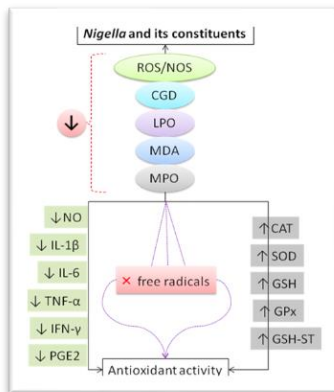 Nigella and its constituents
ROS/NOS
CGD
LPO
MDA
MPO
↓
↓NO
↓IL-1β
↓IL-6
↓TNF-α
↓IFN-γ
↓PGE2
× free radicals
↑CAT
↑SOD
↑GSH
↑GPx
↑GSH-ST
Antioxidant activity